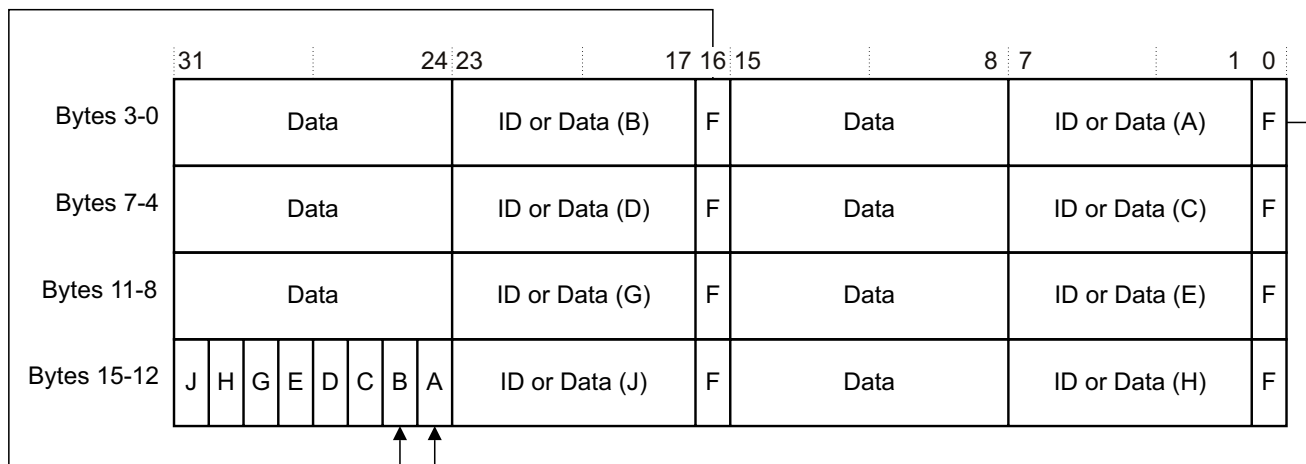 31 24 23 17 16 15 8 7 1 0
Bytes 3-0 Data ID or Data (B) F Data ID or Data (A) F
Bytes 7-4 Data ID or Data (D) F Data ID or Data (C) F
Bytes 11-8 Data ID or Data (G) F Data ID or Data (E) F
Bytes 15-12 J H G E D C B A ID or Data (J) F Data ID or Data (H) F